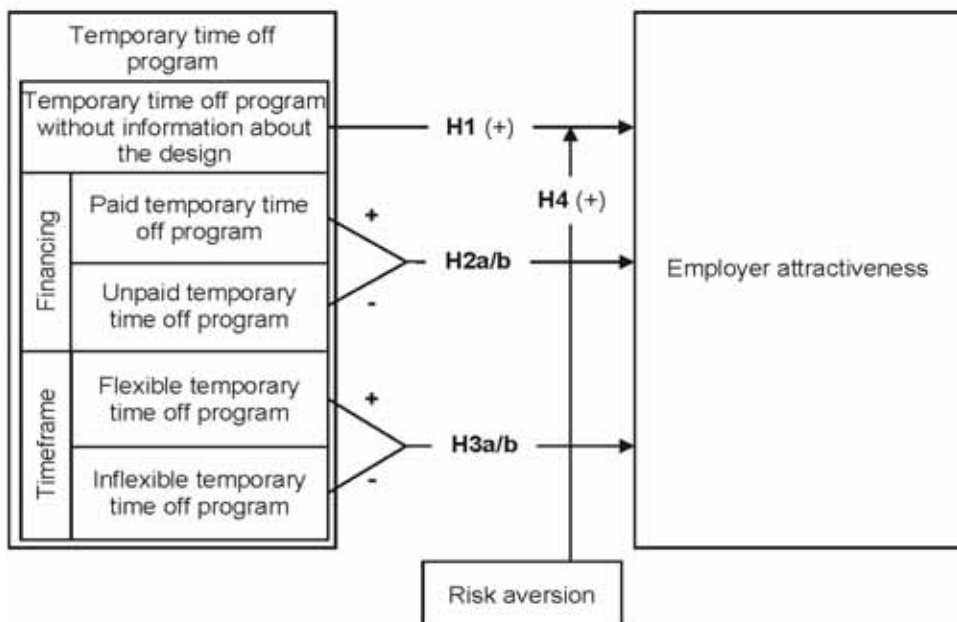 Temporary time off
program
Temporary time off program
without information about
the design
H1 (+)
H4 (+)
Financing
Paid temporary time
off program
+
H2a/b
Employer attractiveness
Unpaid temporary
time off program
-
Timeframe
Flexible temporary
time off program
+
H3a/b
Inflexible temporary
time off program
-
Risk aversion